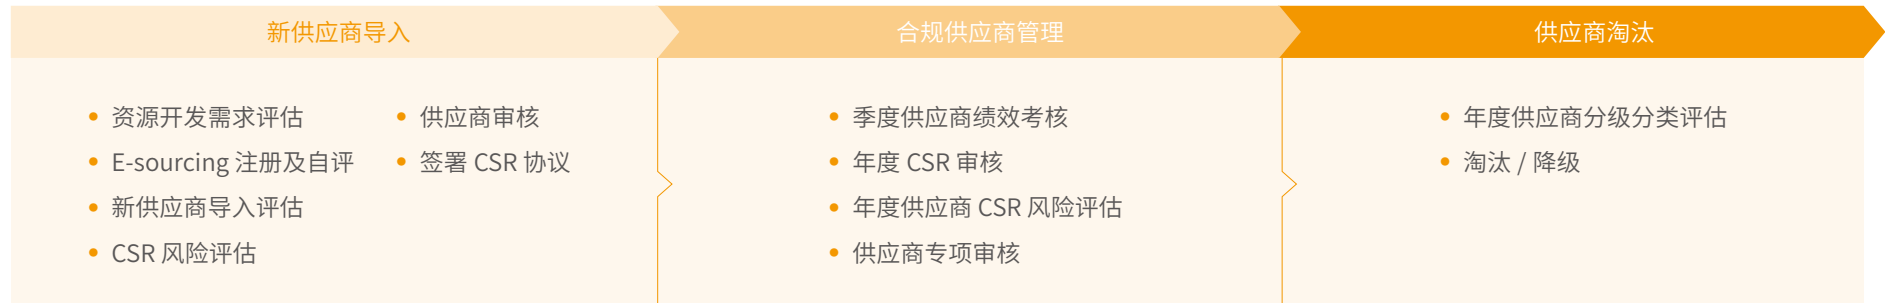 新供应商导入
合规供应商管理
供应商淘汰
资源开发需求评估
E-sourcing 注册及自评
新供应商导入评估
CSR 风险评估
供应商审核
签署 CSR 协议
季度供应商绩效考核
年度 CSR 审核
年度供应商 CSR 风险评估
供应商专项审核
年度供应商分级分类评估
淘汰 / 降级